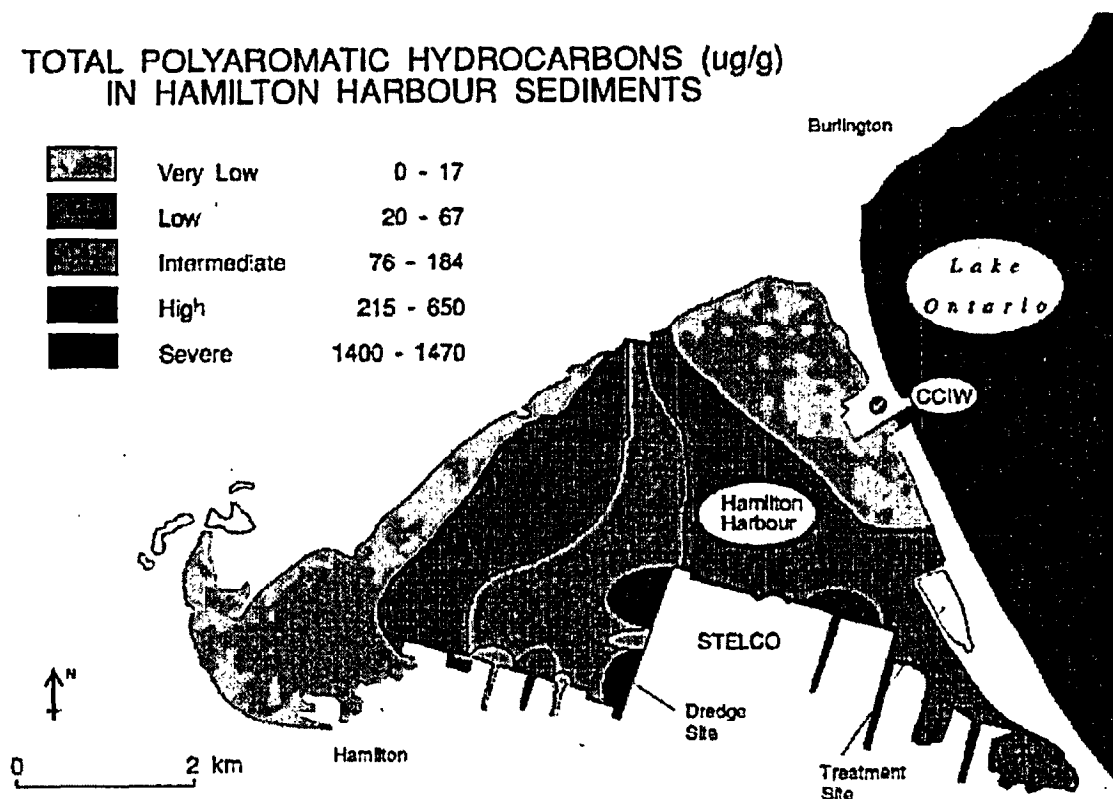 TOTAL POLYAROMATIC HYDROCARBONS (ug/g)
IN HAMILTON HARBOUR SEDIMENTS
Very Low 0 - 17
Low 20 - 67
Intermediate 76 - 184
High 215 - 650
Severe 1400 - 1470
Burlington
Lake
Ontario
CCIW
Hamilton
Harbour
STELCO
N
Dredge
Site
Hamilton
Treatment
Site
0 2 km